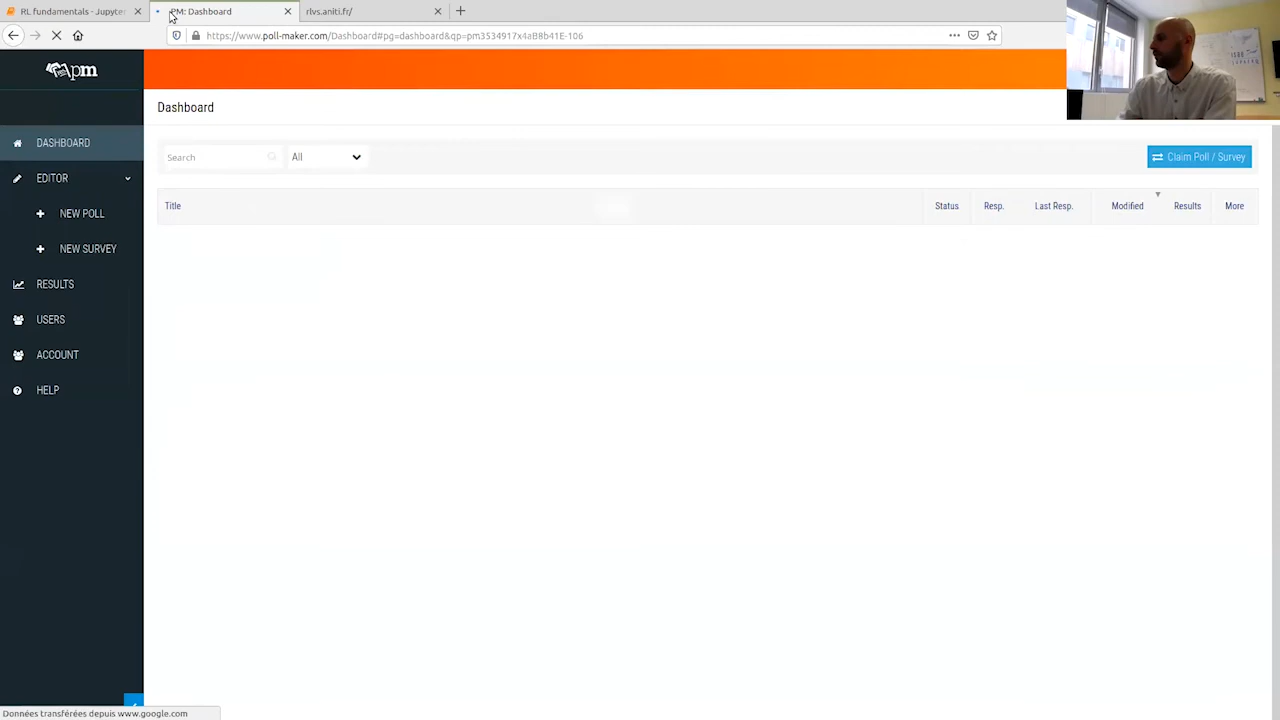 RL fundamentals - Jupyter
PM: Dashboard
rlvs.aniti.fr/
https://www.poll-maker.com/Dashboard#pg=dashboard&qp=pm3534917x4aB8b41E-106
pm
Dashboard
DASHBOARD
Search
All
Claim Poll / Survey
EDITOR
Title
Status
Resp.
Last Resp.
Modified
Results
More
NEW POLL
NEW SURVEY
RESULTS
USERS
ACCOUNT
HELP
Données transférées depuis www.google.com